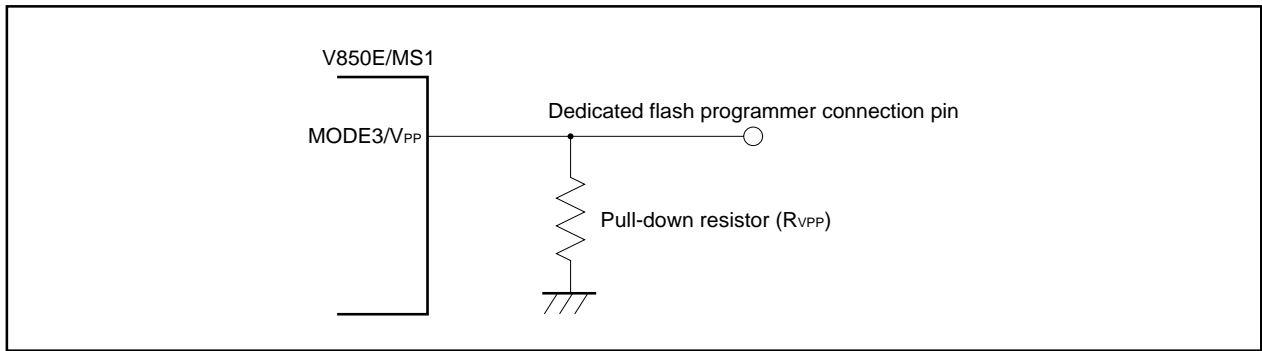 V850E/MS1
Dedicated flash programmer connection pin
MODE3/VPP
Pull-down resistor (RVPP)